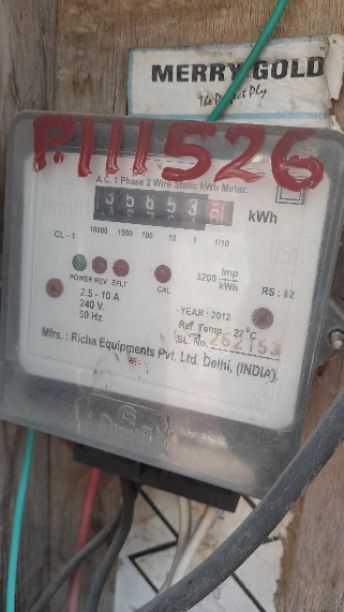 MERRY GOLD
The Perfect Ply
P.111526
A.C. 1 Phase 2 Wire Static kWh Meter.
kWh
CL - 1 10000 1000 100 10 1 1/10
POWER REV E/FLT CAL
3200 Imp/kWh
RS : 12
2.5 - 10 A
240 V.
50 Hz
YEAR : 2012
Ref. Temp. 27°C
SL. No. 262153
Mfrs. : Richa Equipments Pvt. Ltd. Delhi, (INDIA)